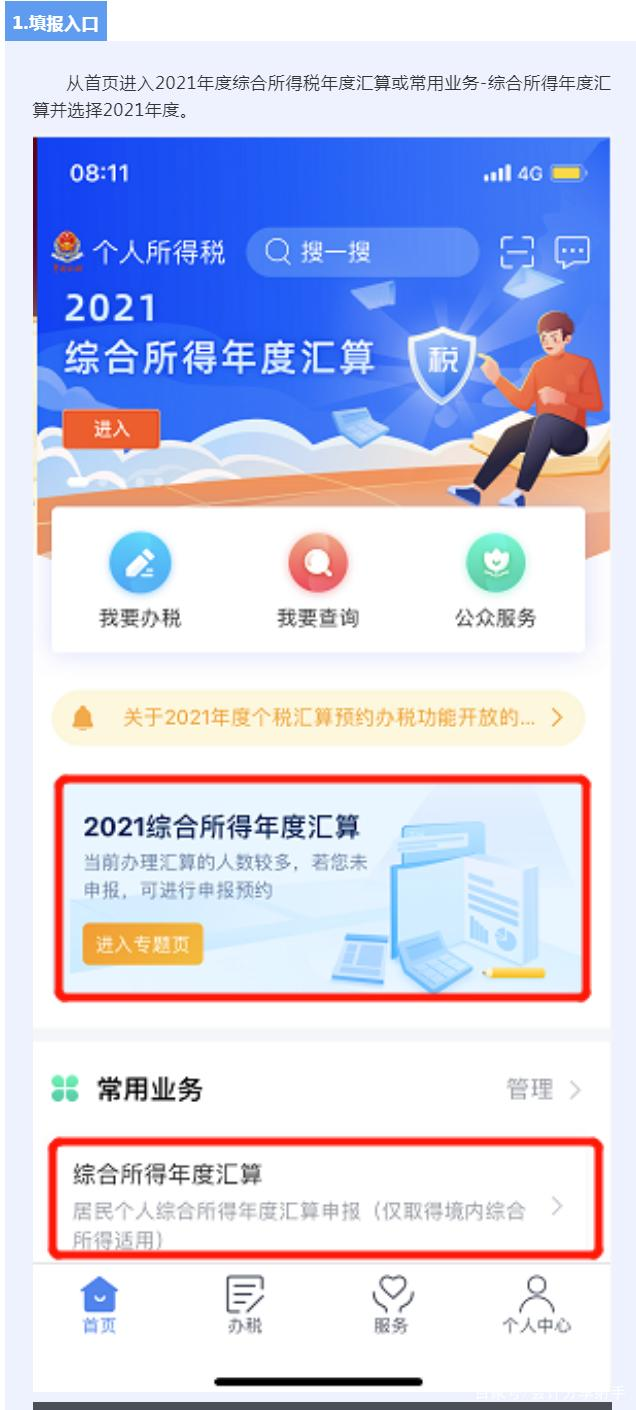 1.填报入口
从首页进入2021年度综合所得税年度汇算或常用业务-综合所得年度汇
算并选择2021年度。
08:11
4G
个人所得税
搜一搜
2021
综合所得年度汇算
税
进入
我要办税
我要查询
公众服务
关于2021年度个税汇算预约办税功能开放的...
2021综合所得年度汇算
当前办理汇算的人数较多，若您未
申报，可进行申报预约
进入专题页
常用业务
管理
综合所得年度汇算
居民个人综合所得年度汇算申报（仅取得境内综合
所得适用）
首页
办税
服务
个人中心